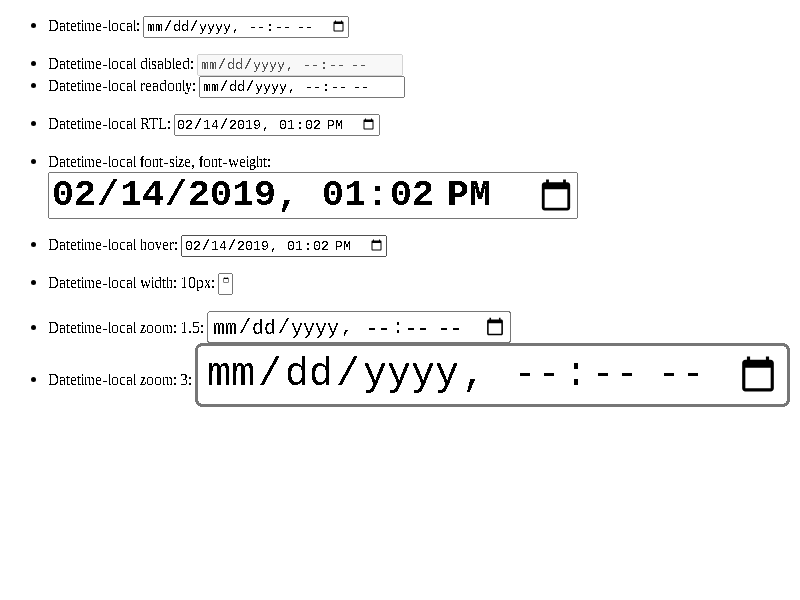 Datetime-local: mm/dd/yyyy, --:-- --
Datetime-local disabled: mm/dd/yyyy, --:-- --
Datetime-local readonly: mm/dd/yyyy, --:-- --
Datetime-local RTL: 02/14/2019, 01:02 PM
Datetime-local font-size, font-weight:
02/14/2019, 01:02 PM
Datetime-local hover: 02/14/2019, 01:02 PM
Datetime-local width: 10px:
Datetime-local zoom: 1.5: mm/dd/yyyy, --:-- --
Datetime-local zoom: 3: mm/dd/yyyy, --:-- --